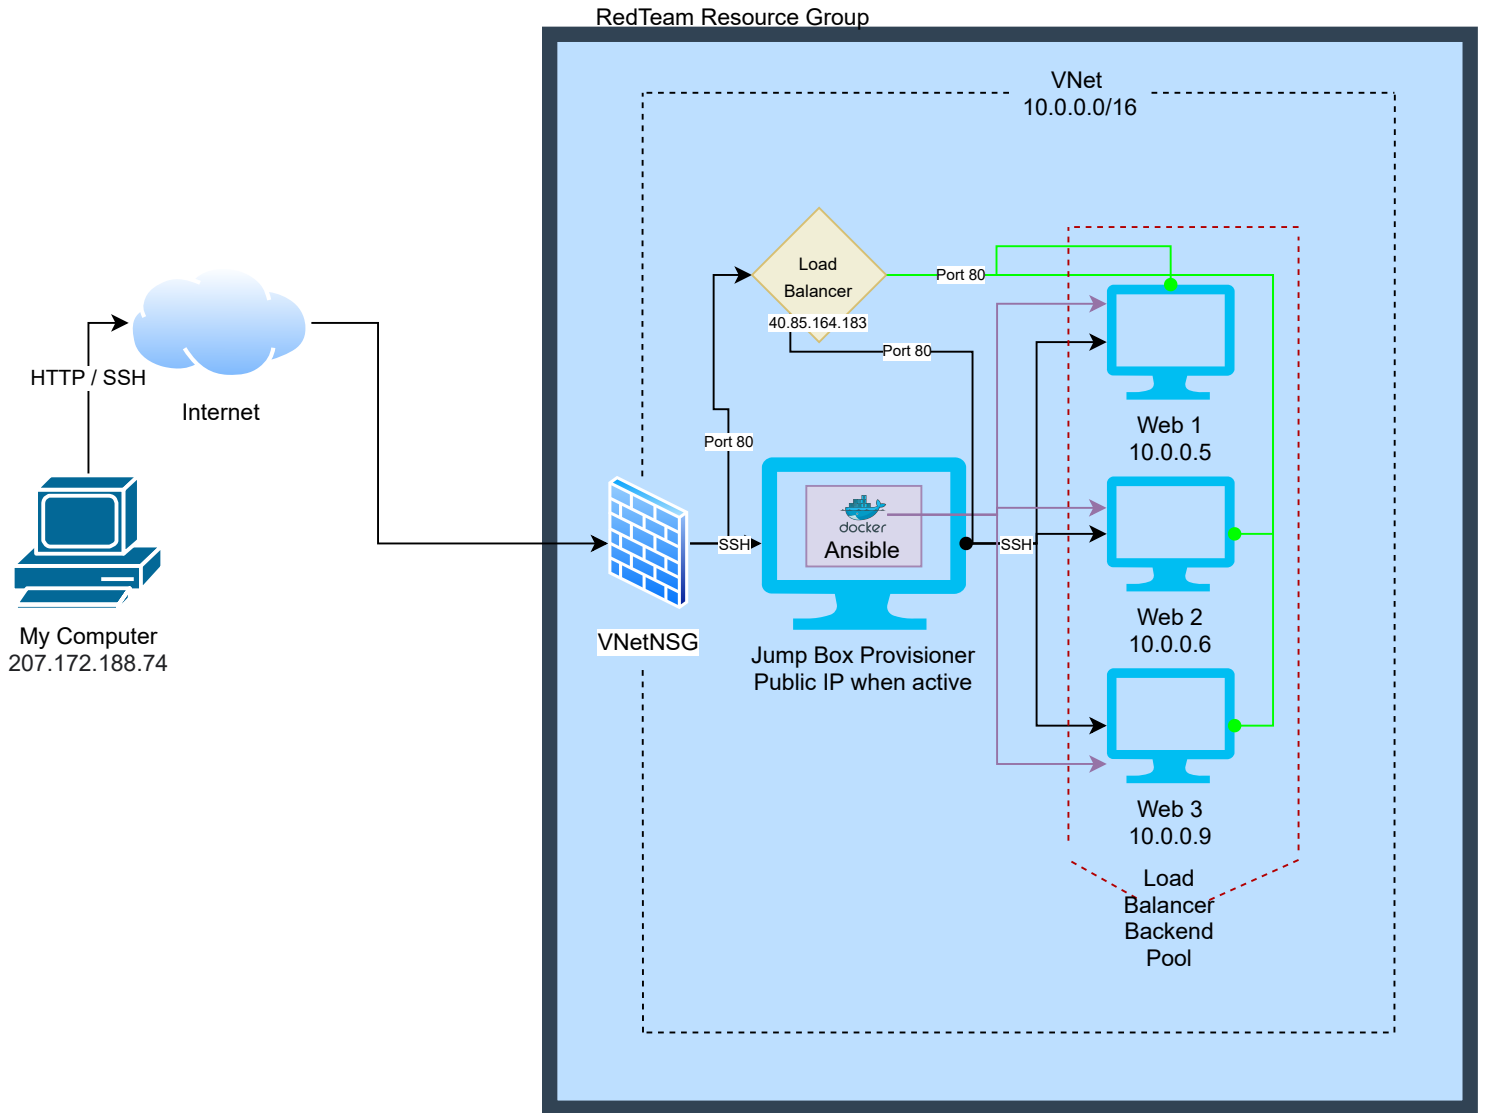 RedTeam Resource Group
VNet
10.0.0.0/16
Load
Balancer
40.85.164.183
Port 80
Port 80
Port 80
HTTP / SSH
Internet
My Computer
207.172.188.74
VNetNSG
SSH
docker
Ansible
Jump Box Provisioner
Public IP when active
SSH
Web 1
10.0.0.5
Web 2
10.0.0.6
Web 3
10.0.0.9
Load
Balancer
Backend
Pool